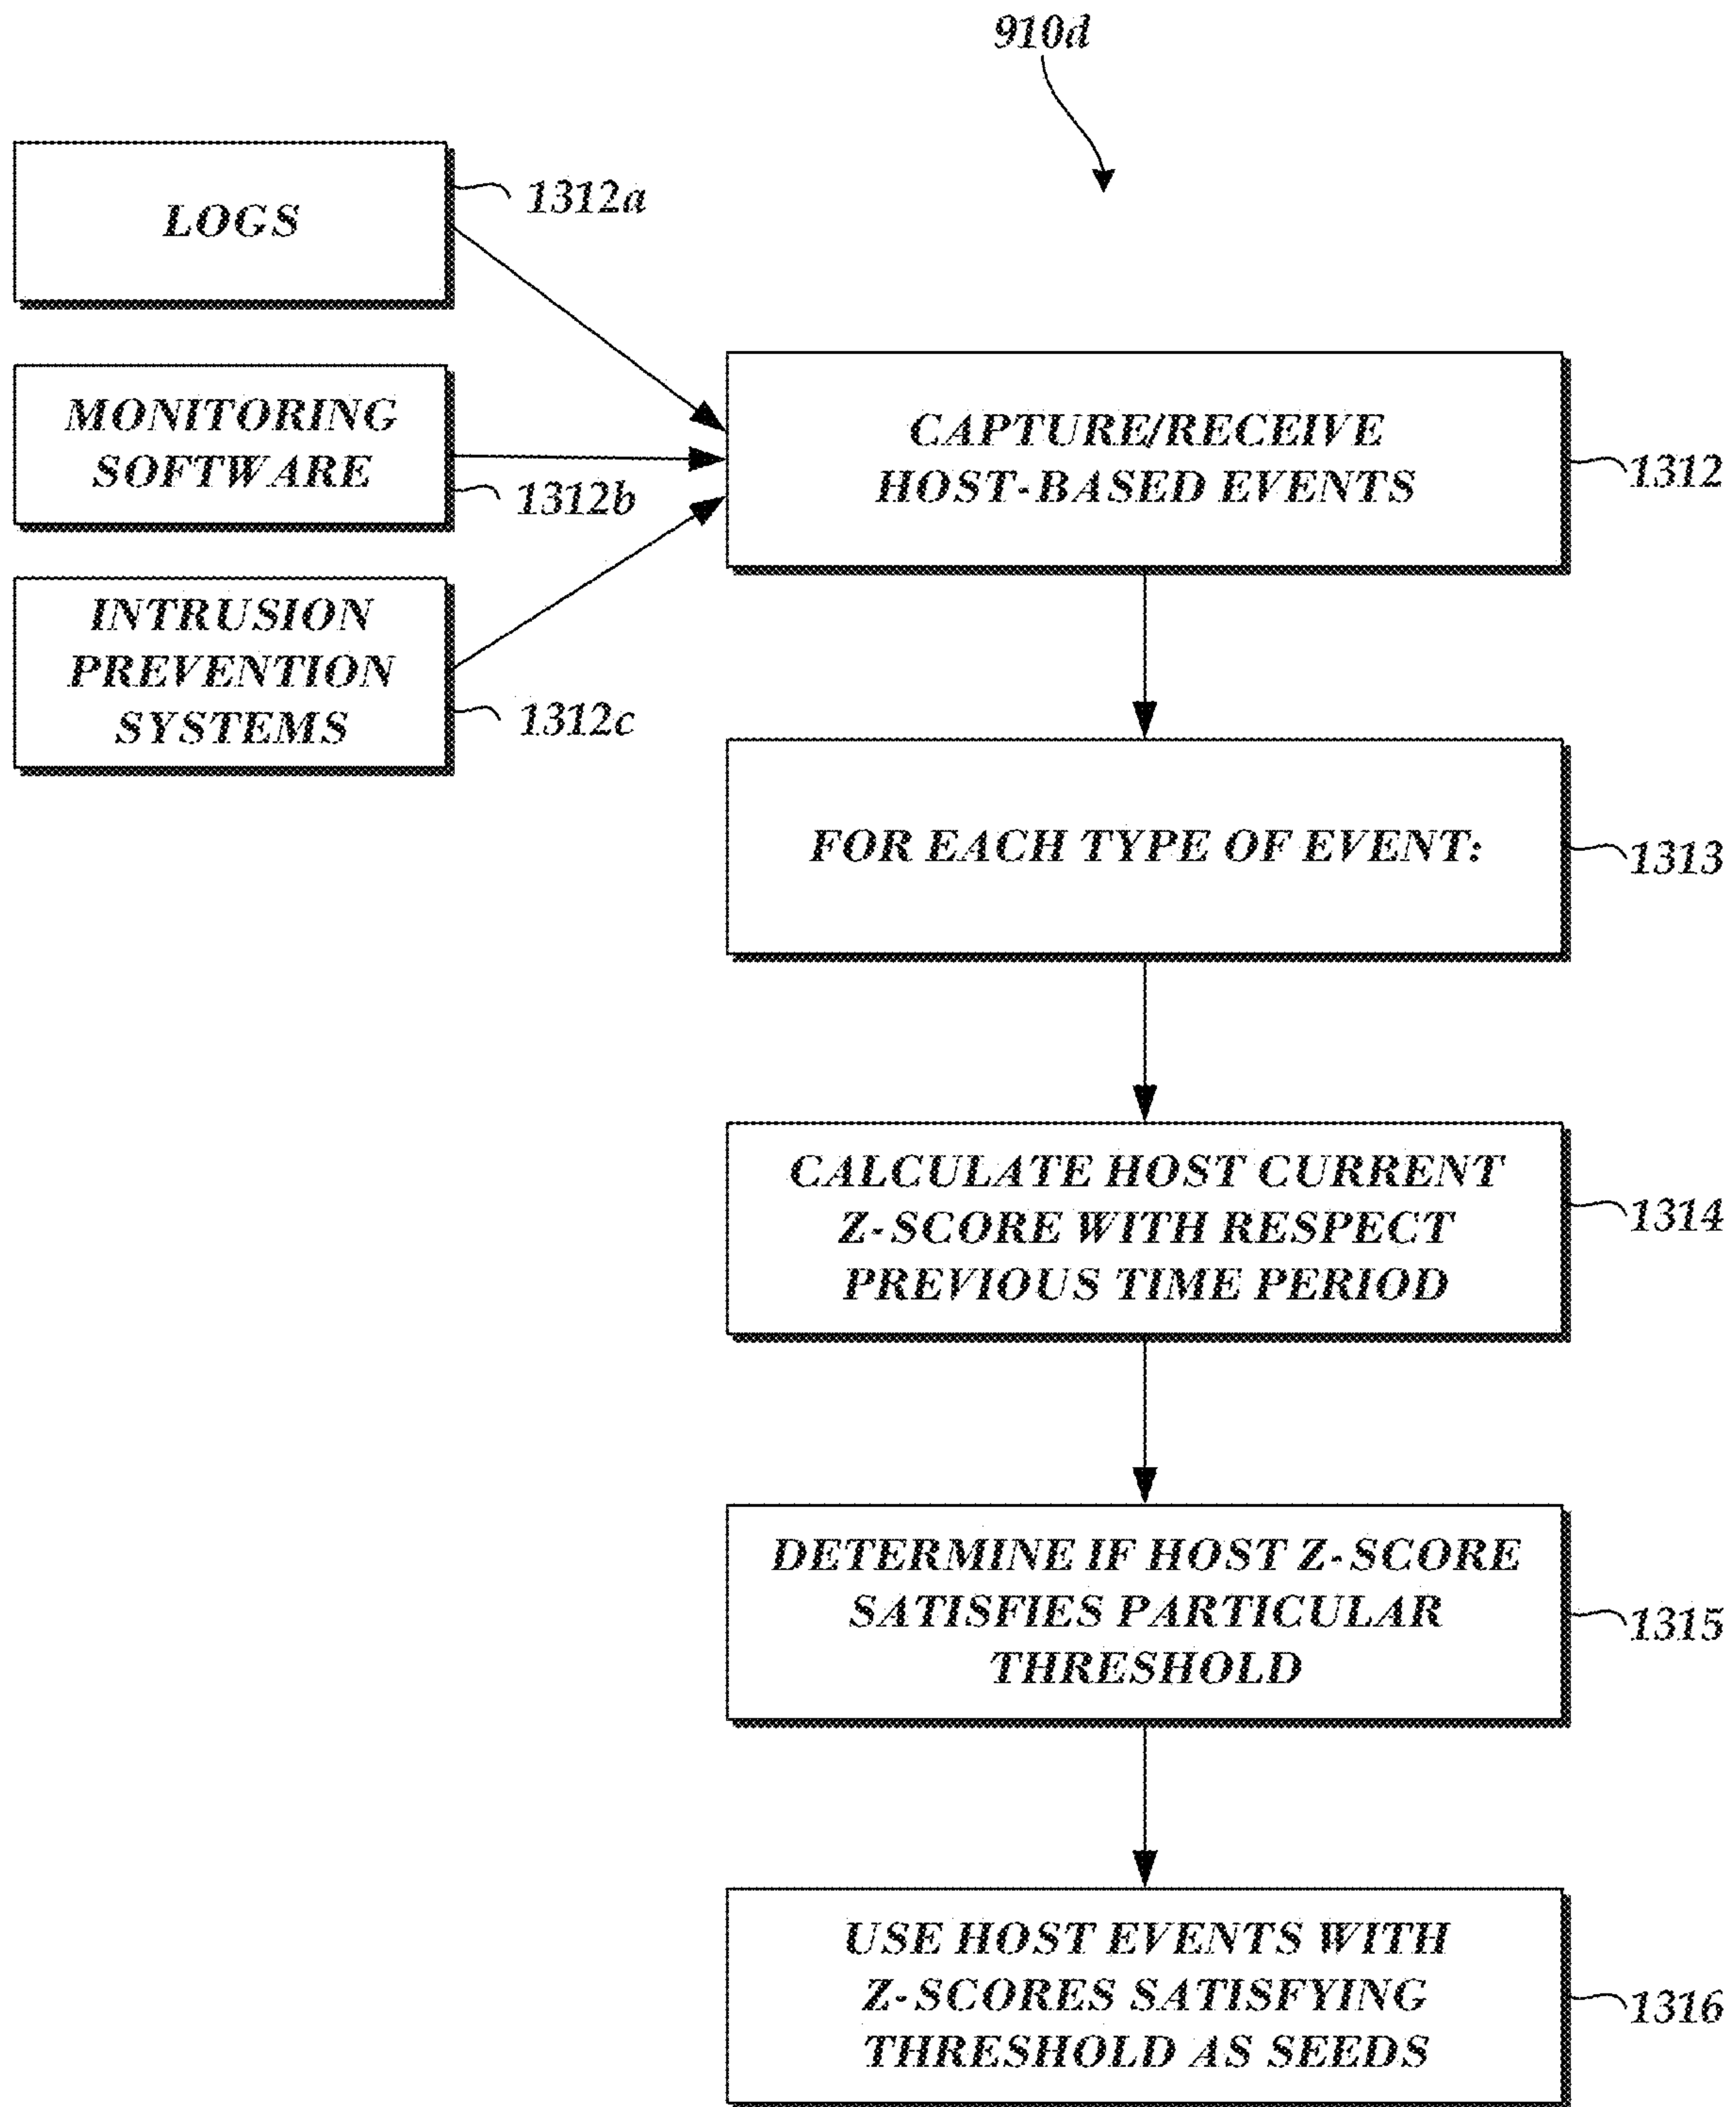 910d
LOGS
1312a
MONITORING
SOFTWARE
1312b
INTRUSION
PREVENTION
SYSTEMS
1312c
CAPTURE/RECEIVE
HOST-BASED EVENTS
1312
FOR EACH TYPE OF EVENT:
1313
CALCULATE HOST CURRENT
Z-SCORE WITH RESPECT
PREVIOUS TIME PERIOD
1314
DETERMINE IF HOST Z-SCORE
SATISFIES PARTICULAR
THRESHOLD
1315
USE HOST EVENTS WITH
Z-SCORES SATISFYING
THRESHOLD AS SEEDS
1316